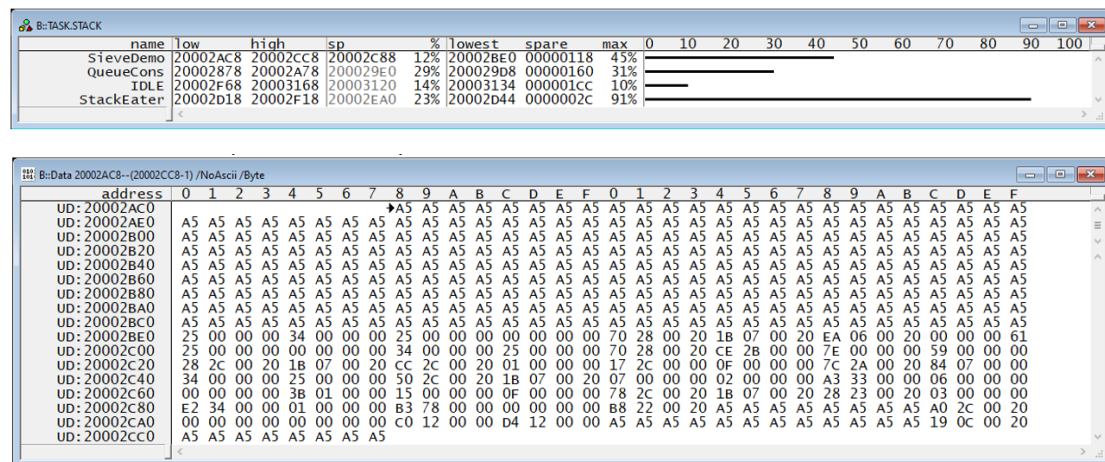 B::TASK.STACK
name low high sp % lowest spare max 0 10 20 30 40 50 60 70 80 90 100
SieveDemo 20002AC8 20002CC8 20002C88 12% 20002BE0 00000118 45%
QueueCons 20002878 20002A78 200029E0 29% 200029D8 00000160 31%
IDLE 20002F68 20003168 20003120 14% 20003134 000001CC 10%
StackEater 20002D18 20002F18 20002EA0 23% 20002D44 0000002C 91%
B::Data 20002AC8--(20002CC8-1) /NoAscii /Byte
address 0 1 2 3 4 5 6 7 8 9 A B C D E F 0 1 2 3 4 5 6 7 8 9 A B C D E F
UD:20002AC0 A5 A5 A5 A5 A5 A5 A5 A5 A5 A5 A5 A5 A5 A5 A5 A5 A5 A5 A5 A5 A5 A5 A5 A5
UD:20002AE0 A5 A5 A5 A5 A5 A5 A5 A5 A5 A5 A5 A5 A5 A5 A5 A5 A5 A5 A5 A5 A5 A5 A5 A5 A5 A5 A5 A5 A5 A5 A5 A5
UD:20002B00 A5 A5 A5 A5 A5 A5 A5 A5 A5 A5 A5 A5 A5 A5 A5 A5 A5 A5 A5 A5 A5 A5 A5 A5 A5 A5 A5 A5 A5 A5 A5 A5
UD:20002B20 A5 A5 A5 A5 A5 A5 A5 A5 A5 A5 A5 A5 A5 A5 A5 A5 A5 A5 A5 A5 A5 A5 A5 A5 A5 A5 A5 A5 A5 A5 A5 A5
UD:20002B40 A5 A5 A5 A5 A5 A5 A5 A5 A5 A5 A5 A5 A5 A5 A5 A5 A5 A5 A5 A5 A5 A5 A5 A5 A5 A5 A5 A5 A5 A5 A5 A5
UD:20002B60 A5 A5 A5 A5 A5 A5 A5 A5 A5 A5 A5 A5 A5 A5 A5 A5 A5 A5 A5 A5 A5 A5 A5 A5 A5 A5 A5 A5 A5 A5 A5 A5
UD:20002B80 A5 A5 A5 A5 A5 A5 A5 A5 A5 A5 A5 A5 A5 A5 A5 A5 A5 A5 A5 A5 A5 A5 A5 A5 A5 A5 A5 A5 A5 A5 A5 A5
UD:20002BA0 A5 A5 A5 A5 A5 A5 A5 A5 A5 A5 A5 A5 A5 A5 A5 A5 A5 A5 A5 A5 A5 A5 A5 A5 A5 A5 A5 A5 A5 A5 A5 A5
UD:20002BC0 A5 A5 A5 A5 A5 A5 A5 A5 A5 A5 A5 A5 A5 A5 A5 A5 A5 A5 A5 A5 A5 A5 A5 A5 A5 A5 A5 A5 A5 A5 A5 A5
UD:20002BE0 25 00 00 00 34 00 00 00 25 00 00 00 00 00 00 00 70 28 00 20 1B 07 00 20 EA 06 00 20 00 00 00 61
UD:20002C00 25 00 00 00 00 00 00 00 34 00 00 00 25 00 00 00 70 28 00 20 CE 2B 00 00 7E 00 00 00 59 00 00 00
UD:20002C20 28 2C 00 20 1B 07 00 20 CC 2C 00 20 01 00 00 00 17 2C 00 00 0F 00 00 00 7C 2A 00 20 84 07 00 00
UD:20002C40 34 00 00 00 25 00 00 00 50 2C 00 20 1B 07 00 20 07 00 00 00 02 00 00 00 A3 33 00 00 06 00 00 00
UD:20002C60 00 00 00 00 3B 01 00 00 15 00 00 00 0F 00 00 00 78 2C 00 20 1B 07 00 20 28 23 00 20 03 00 00 00
UD:20002C80 E2 34 00 00 01 00 00 00 B3 78 00 00 00 00 00 00 B8 22 00 20 A5 A5 A5 A5 A5 A5 A5 A5 A0 2C 00 20
UD:20002CA0 00 00 00 00 00 00 00 00 C0 12 00 00 D4 12 00 00 A5 A5 A5 A5 A5 A5 A5 A5 A5 A5 A5 A5 19 0C 00 20
UD:20002CC0 A5 A5 A5 A5 A5 A5 A5 A5